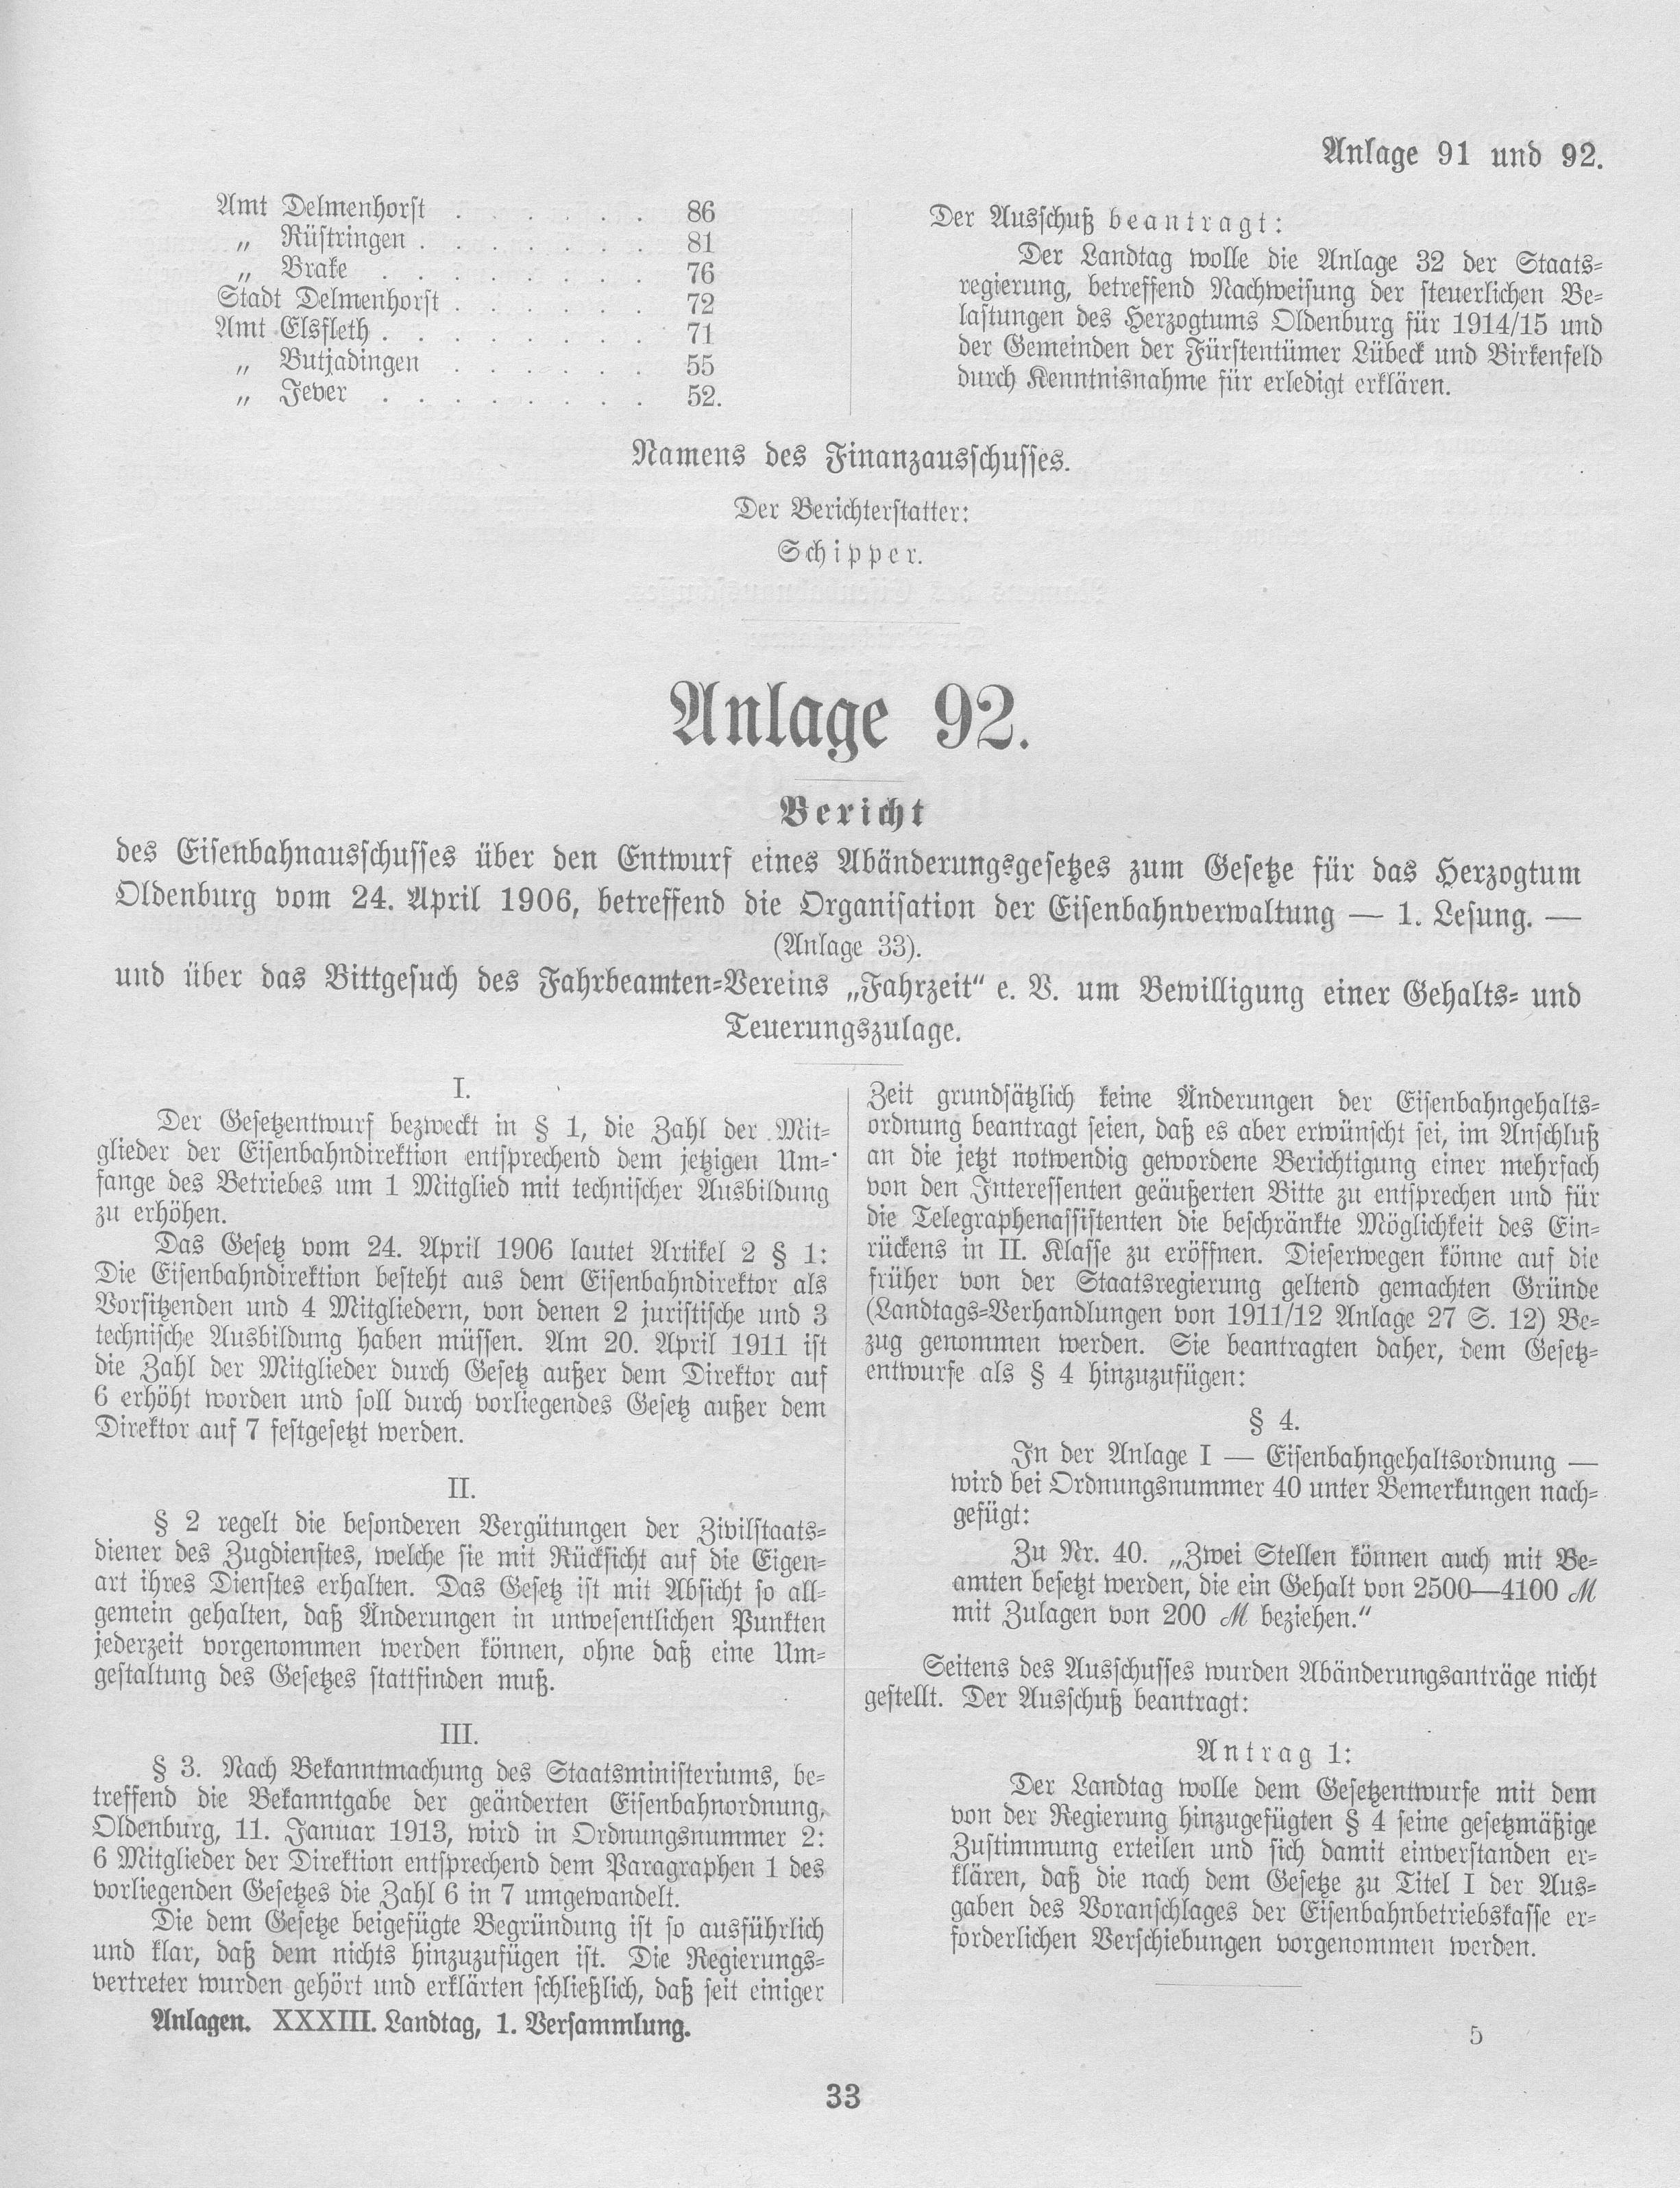 Anlage 91 und 92.
Amt Delmenhorst . . . . . . 86
„ Rüstringen . . . . . . . 81
„ Brake . . . . . . . . 76
Stadt Delmenhorst . . . . . . 72
Amt Elsfleth . . . . . . . . 71
„ Butjadingen . . . . . . 55
„ Jever . . . . . . . . 52.
Der Ausschuß beantragt:
Der Landtag wolle die Anlage 32 der Staats-
regierung, betreffend Nachweisung der steuerlichen Be-
lastungen des Herzogtums Oldenburg für 1914/15 und
der Gemeinden der Fürstentümer Lübeck und Birkenfeld
durch Kenntnisnahme für erledigt erklären.
Namens des Finanzausschusses.
Der Berichterstatter:
Schipper.
Anlage 92.
Bericht
des Eisenbahnausschusses über den Entwurf eines Abänderungsgesetzes zum Gesetze für das Herzogtum
Oldenburg vom 24. April 1906, betreffend die Organisation der Eisenbahnverwaltung — 1. Lesung. —
(Anlage 33).
und über das Bittgesuch des Fahrbeamten-Vereins „Fahrzeit“ e. V. um Bewilligung einer Gehalts- und
Teuerungszulage.
I.
Der Gesetzentwurf bezweckt in § 1, die Zahl der Mit-
glieder der Eisenbahndirektion entsprechend dem jetzigen Um-
fange des Betriebes um 1 Mitglied mit technischer Ausbildung
zu erhöhen.
Das Gesetz vom 24. April 1906 lautet Artikel 2 § 1:
Die Eisenbahndirektion besteht aus dem Eisenbahndirektor als
Vorsitzenden und 4 Mitgliedern, von denen 2 juristische und 3
technische Ausbildung haben müssen. Am 20. April 1911 ist
die Zahl der Mitglieder durch Gesetz außer dem Direktor auf
6 erhöht worden und soll durch vorliegendes Gesetz außer dem
Direktor auf 7 festgesetzt werden.
II.
§ 2 regelt die besonderen Vergütungen der Zivilstaats-
diener des Zugdienstes, welche sie mit Rücksicht auf die Eigen-
art ihres Dienstes erhalten. Das Gesetz ist mit Absicht so all-
gemein gehalten, daß Änderungen in unwesentlichen Punkten
jederzeit vorgenommen werden können, ohne daß eine Um-
gestaltung des Gesetzes stattfinden muß.
III.
§ 3. Nach Bekanntmachung des Staatsministeriums, be-
treffend die Bekanntgabe der geänderten Eisenbahnordnung,
Oldenburg, 11. Januar 1913, wird in Ordnungsnummer 2:
6 Mitglieder der Direktion entsprechend dem Paragraphen 1 des
vorliegenden Gesetzes die Zahl 6 in 7 umgewandelt.
Die dem Gesetze beigefügte Begründung ist so ausführlich
und klar, daß dem nichts hinzuzufügen ist. Die Regierungs-
vertreter wurden gehört und erklärten schließlich, daß seit einiger
Zeit grundsätzlich keine Änderungen der Eisenbahngehalts-
ordnung beantragt seien, daß es aber erwünscht sei, im Anschluß
an die jetzt notwendig gewordene Berichtigung einer mehrfach
von den Interessenten geäußerten Bitte zu entsprechen und für
die Telegraphenassistenten die beschränkte Möglichkeit des Ein-
rückens in II. Klasse zu eröffnen. Dieserwegen könne auf die
früher von der Staatsregierung geltend gemachten Gründe
(Landtags-Verhandlungen von 1911/12 Anlage 27 S. 12) Be-
zug genommen werden. Sie beantragten daher, dem Gesetz-
entwurfe als § 4 hinzuzufügen:
§ 4.
In der Anlage I — Eisenbahngehaltsordnung —
wird bei Ordnungsnummer 40 unter Bemerkungen nach-
gefügt:
Zu Nr. 40. „Zwei Stellen können auch mit Be-
amten besetzt werden, die ein Gehalt von 2500—4100 ℳ
mit Zulagen von 200 ℳ beziehen.“
Seitens des Ausschusses wurden Abänderungsanträge nicht
gestellt. Der Ausschuß beantragt:
Antrag 1:
Der Landtag wolle dem Gesetzentwurfe mit dem
von der Regierung hinzugefügten § 4 seine gesetzmäßige
Zustimmung erteilen und sich damit einverstanden er-
klären, daß die nach dem Gesetze zu Titel I der Aus-
gaben des Voranschlages der Eisenbahnbetriebskasse er-
forderlichen Verschiebungen vorgenommen werden.
Anlagen. XXXIII. Landtag, 1. Versammlung.
5
33